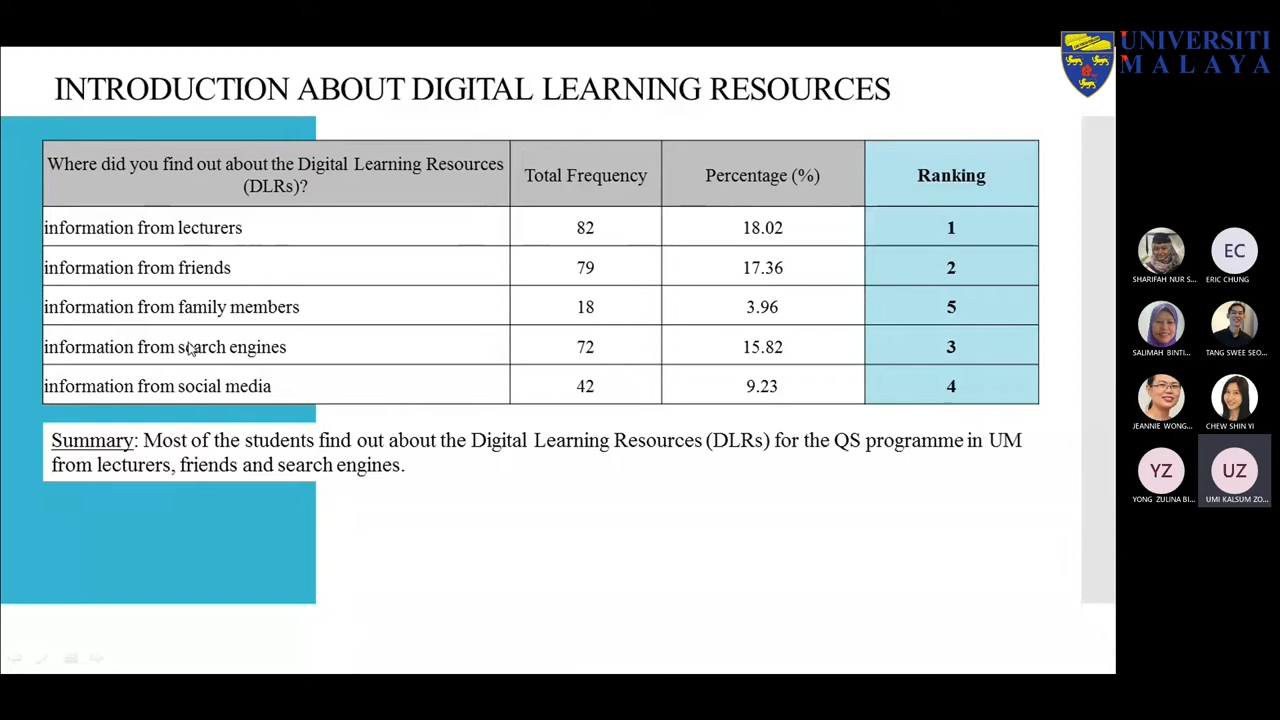 UNIVERSITI
MALAYA
INTRODUCTION ABOUT DIGITAL LEARNING RESOURCES
Where did you find out about the Digital Learning Resources
(DLRs)?
Total Frequency
Percentage (%)
Ranking
information from lecturers 82 18.02 1
information from friends 79 17.36 2
information from family members 18 3.96 5
information from search engines 72 15.82 3
information from social media 42 9.23 4
Summary: Most of the students find out about the Digital Learning Resources (DLRs) for the QS programme in UM
from lecturers, friends and search engines.
EC
SHARIFAH NUR S... ERIC CHUNG
SALIMAH BINTI... TANG SWEE SEO...
JEANNIE WONG... CHEW SHIN YI
YZ UZ
YONG ZULINA BI... UMI KALSUM ZO...